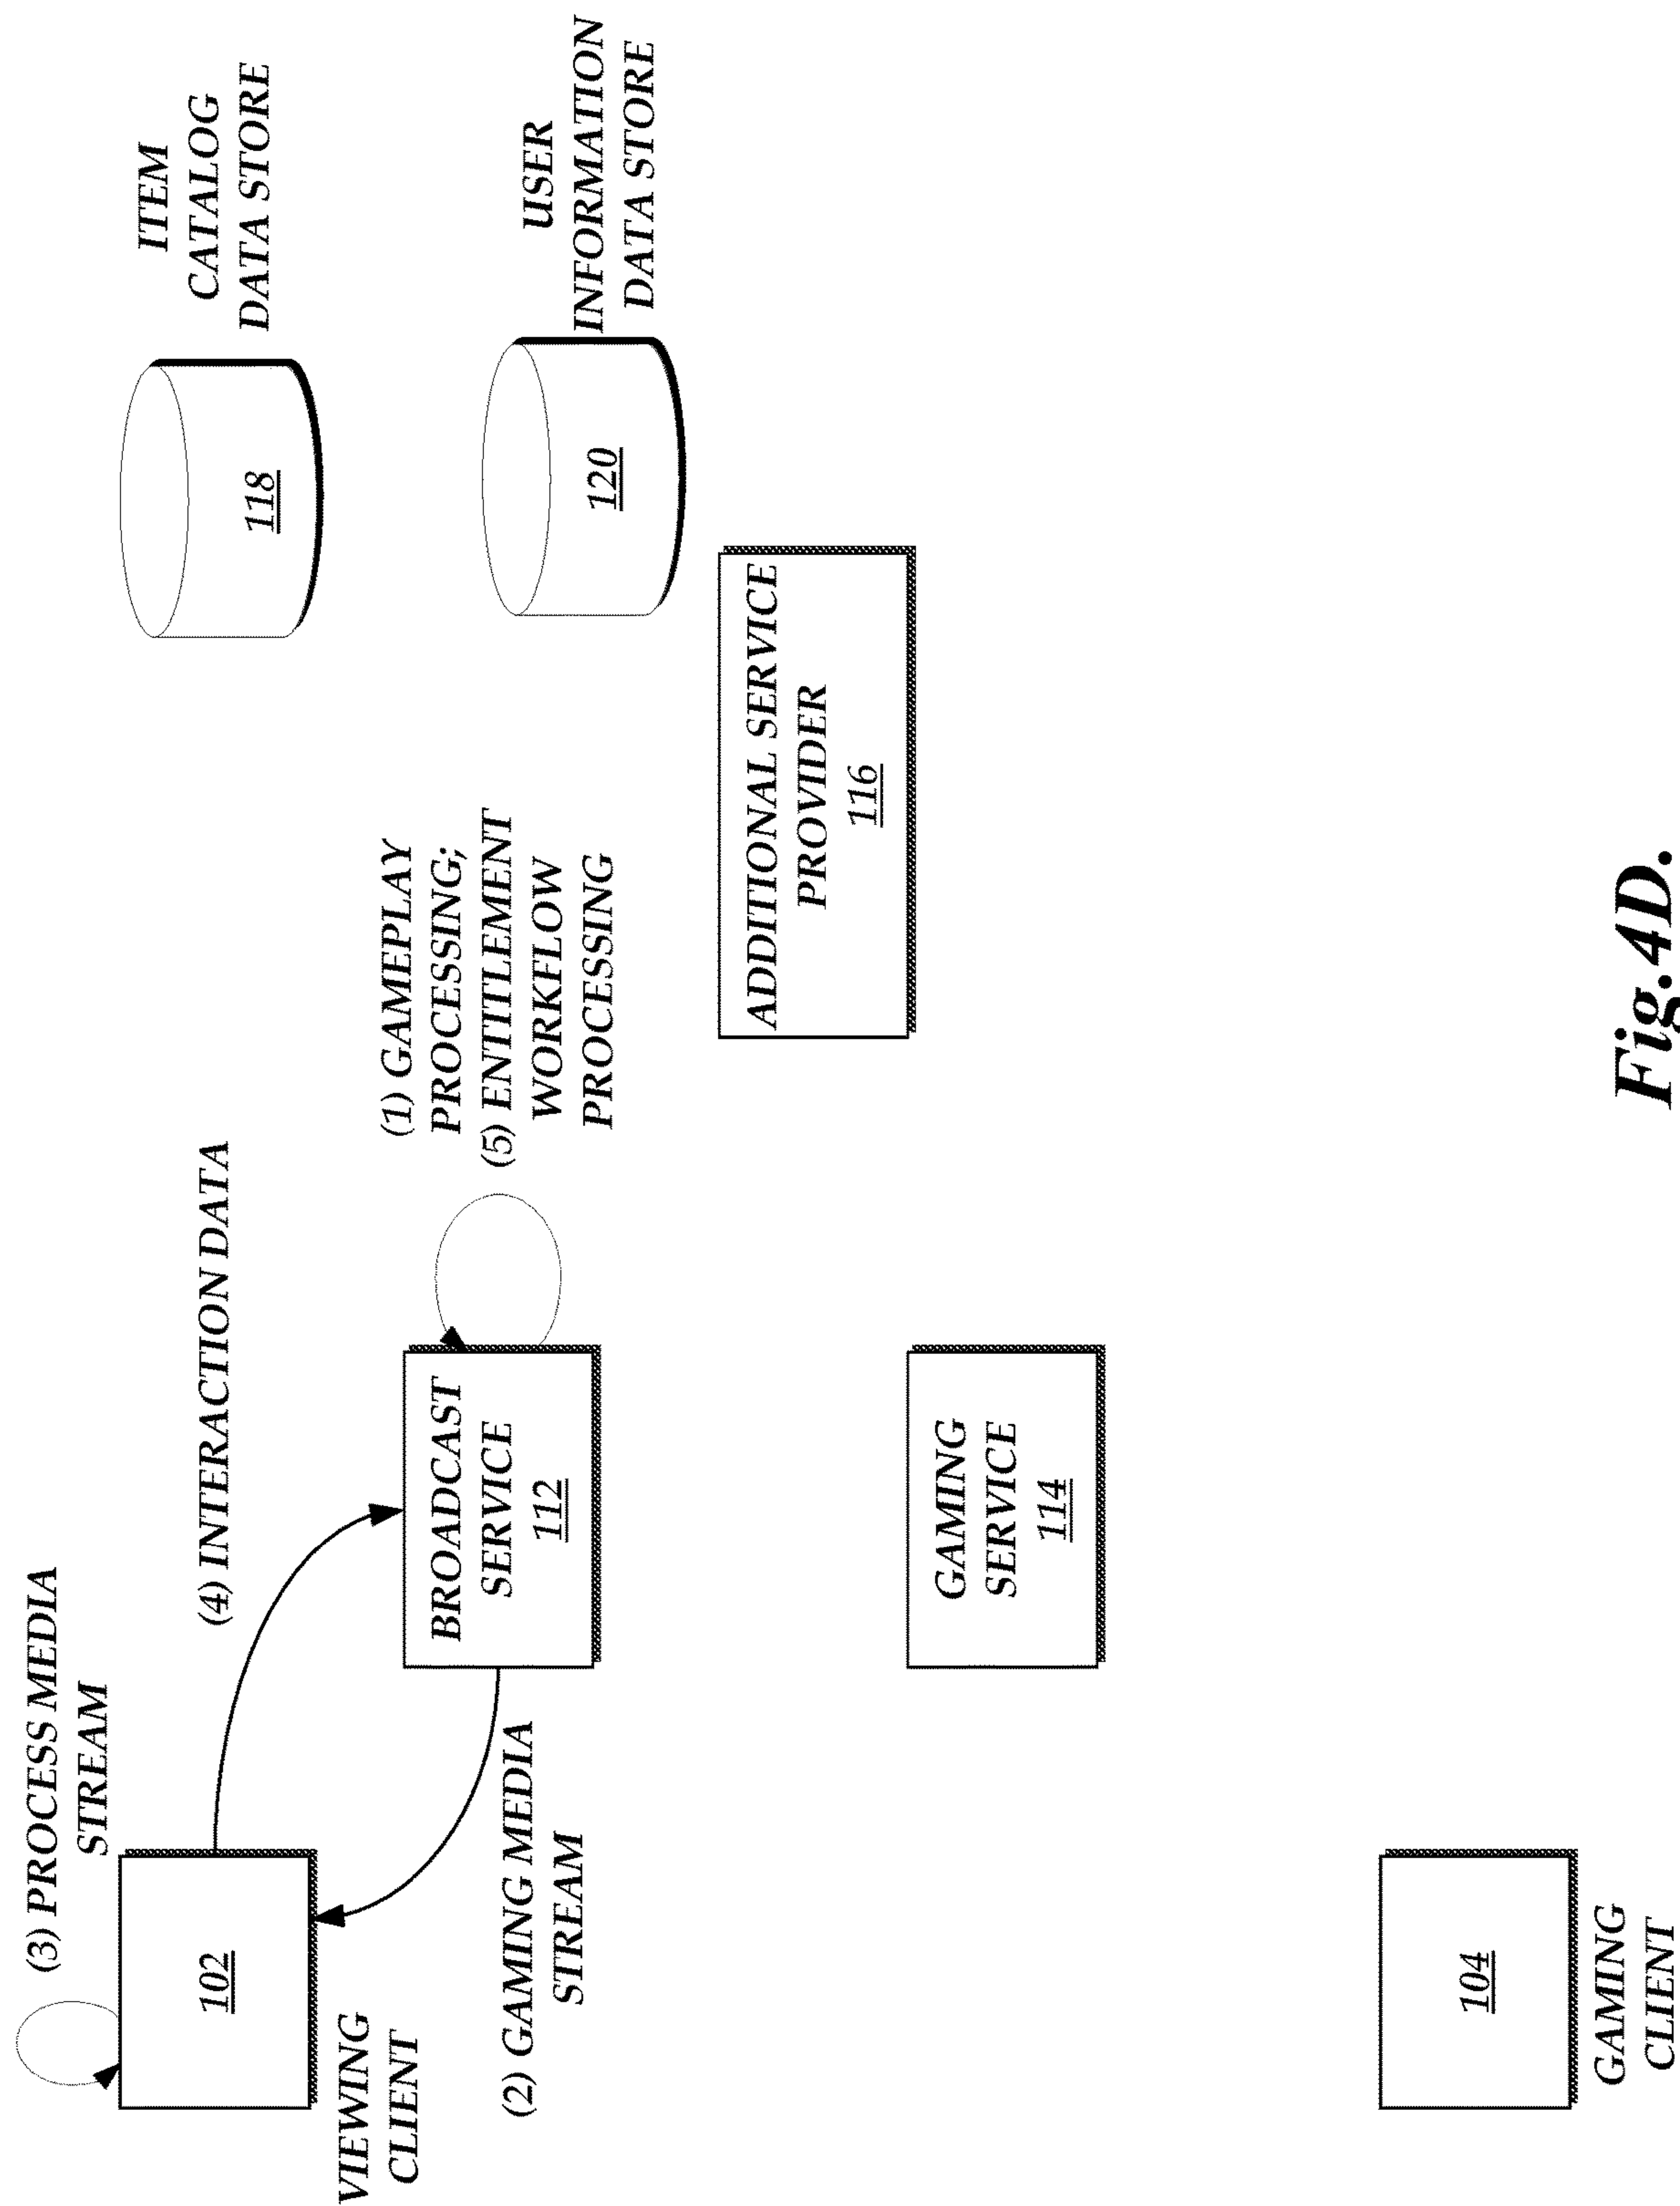 (3) PROCESS MEDIA
STREAM
102
VIEWING
CLIENT
(4) INTERACTION DATA
(2) GAMING MEDIA
STREAM
BROADCAST
SERVICE
112
(1) GAMEPLAY
PROCESSING;
(5) ENTITLEMENT
WORKFLOW
PROCESSING
ITEM
CATALOG
DATA STORE
118
USER
INFORMATION
DATA STORE
120
ADDITIONAL SERVICE
PROVIDER
116
GAMING
SERVICE
114
104
GAMING
CLIENT
Fig.4D.